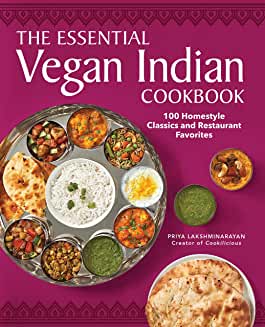 THE ESSENTIAL
Vegan Indian
COOKBOOK
100 Homestyle
Classics and Restaurant
Favorites
PRIYA LAKSHMINARAYAN
Creator of Cookilicious